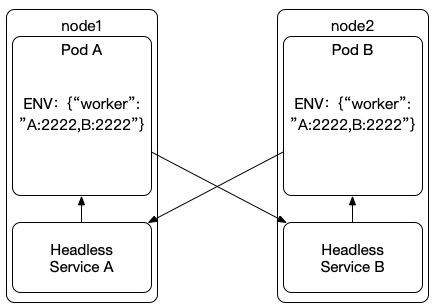 node1
Pod A
ENV: {“worker”:
”A:2222,B:2222”}
Headless
Service A
node2
Pod B
ENV: {“worker”:
”A:2222,B:2222”}
Headless
Service B